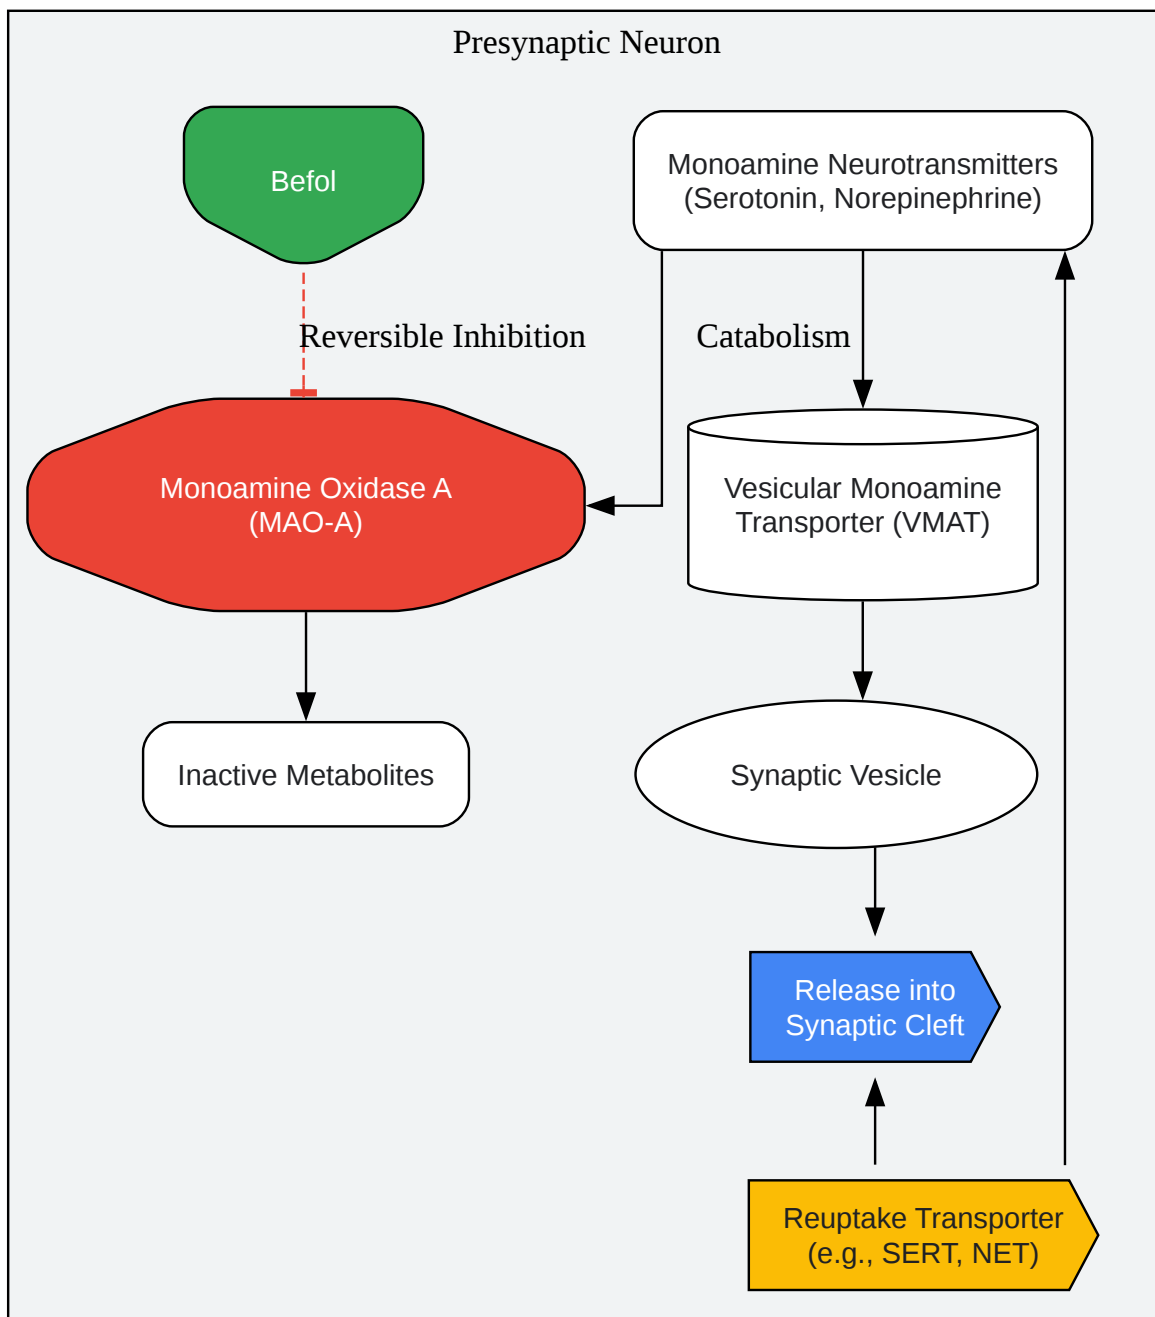 Presynaptic Neuron
Befol
Monoamine Neurotransmitters
(Serotonin, Norepinephrine)
Reversible Inhibition
Catabolism
Monoamine Oxidase A
(MAO-A)
Vesicular Monoamine
Transporter (VMAT)
Inactive Metabolites
Synaptic Vesicle
Release into
Synaptic Cleft
Reuptake Transporter
(e.g., SERT, NET)